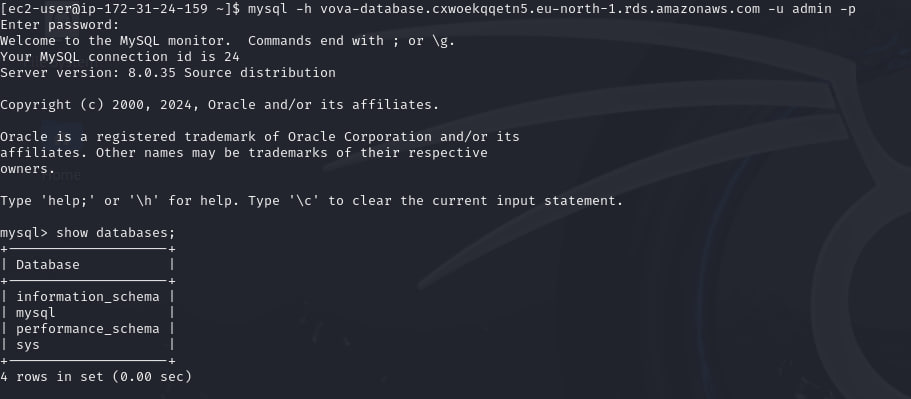 [ec2-user@ip-172-31-24-159 ~]$ mysql -h vova-database.cxwoekqqetn5.eu-north-1.rds.amazonaws.com -u admin -p
Enter password:
Welcome to the MySQL monitor.  Commands end with ; or \g.
Your MySQL connection id is 24
Server version: 8.0.35 Source distribution

Copyright (c) 2000, 2024, Oracle and/or its affiliates.

Oracle is a registered trademark of Oracle Corporation and/or its
affiliates. Other names may be trademarks of their respective
owners.
Home

Type 'help;' or '\h' for help. Type '\c' to clear the current input statement.

mysql> show databases;
+--------------------+
| Database           |
+--------------------+
| information_schema |
| mysql              |
| performance_schema |
| sys                |
+--------------------+
4 rows in set (0.00 sec)